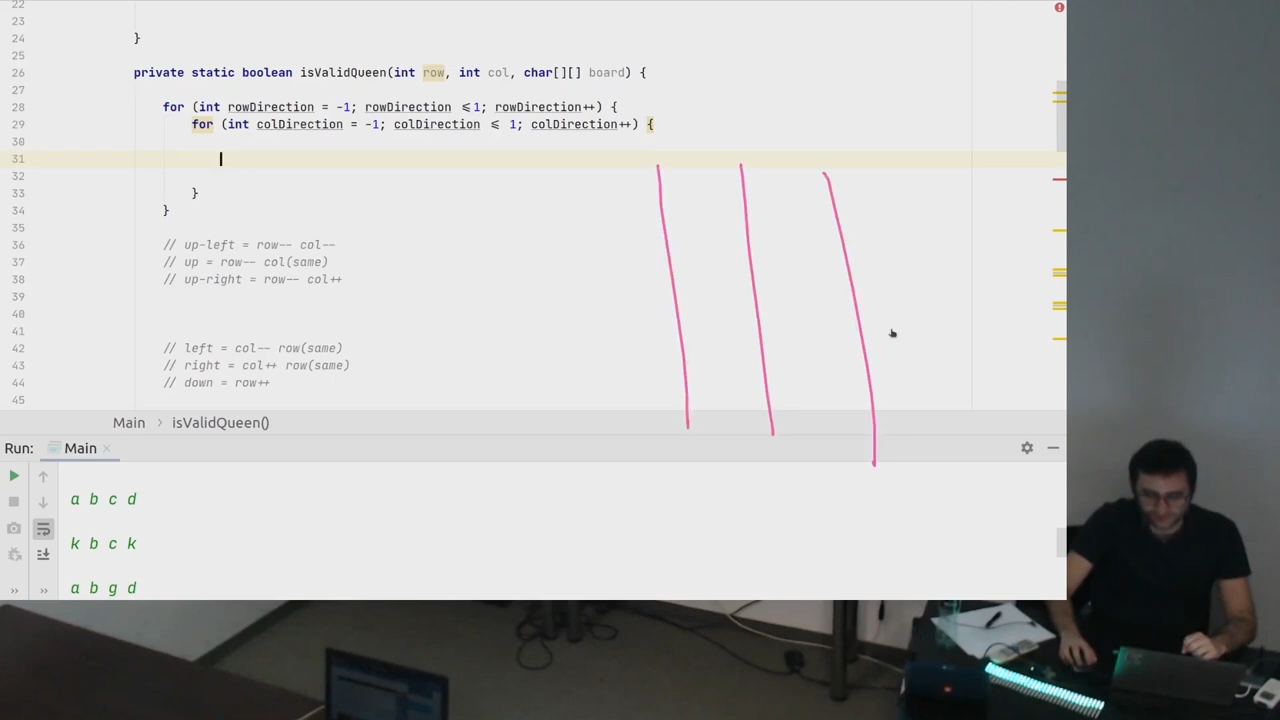 22
23
24 }
25
26 private static boolean isValidQueen(int row, int col, char[][] board) {
27
28 for (int rowDirection = -1; rowDirection ≤1; rowDirection++) {
29 for (int colDirection = -1; colDirection ≤ 1; colDirection++) {
30
31
32
33 }
34 }
35
36 // up-left = row-- col--
37 // up = row-- col(same)
38 // up-right = row-- col++
39
40
41
42 // left = col-- row(same)
43 // right = col++ row(same)
44 // down = row++
45
Main › isValidQueen()
Run: Main ×
a b c d
k b c k
a b g d